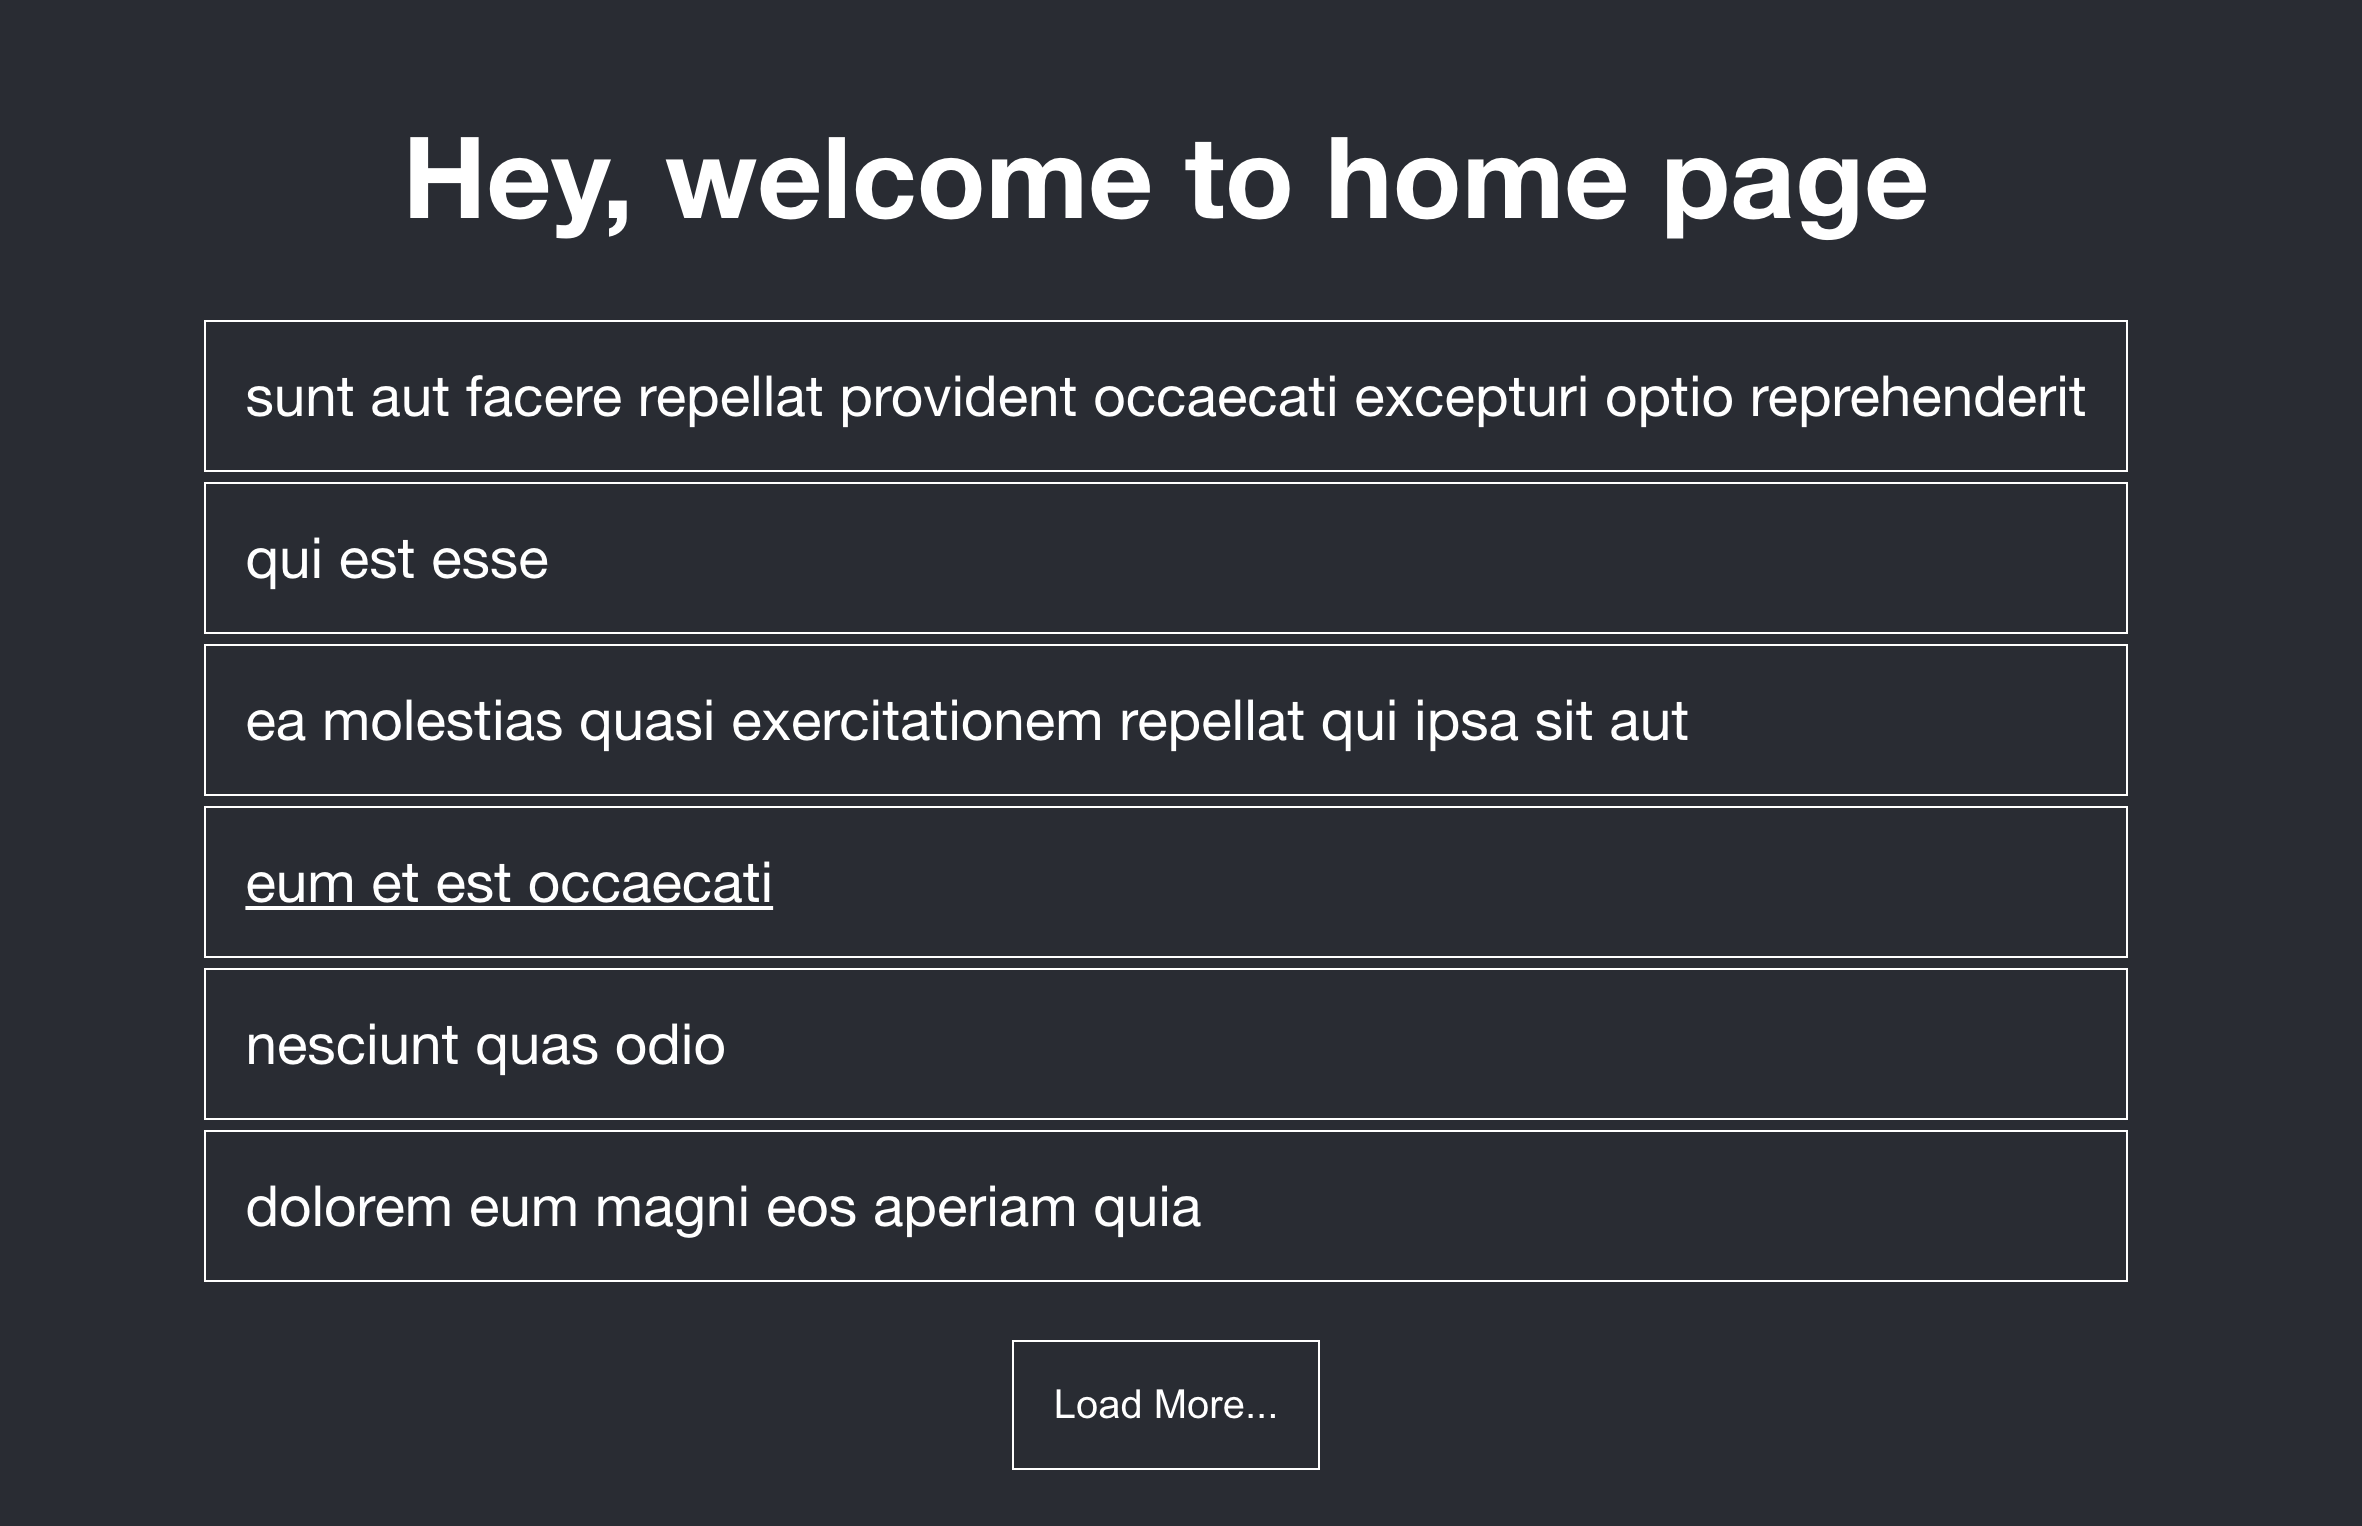 Hey, welcome to home page
sunt aut facere repellat provident occaecati excepturi optio reprehenderit
qui est esse
ea molestias quasi exercitationem repellat qui ipsa sit aut
eum et est occaecati
nesciunt quas odio
dolorem eum magni eos aperiam quia
Load More...